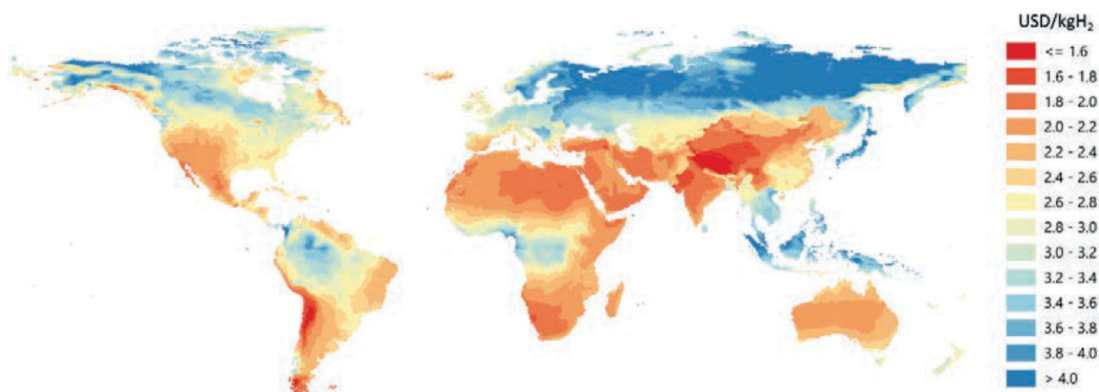 USD/kgH₂
<= 1.6
1.6 - 1.8
1.8 - 2.0
2.0 - 2.2
2.2 - 2.4
2.4 - 2.6
2.6 - 2.8
2.8 - 3.0
3.0 - 3.2
3.2 - 3.4
3.4 - 3.6
3.6 - 3.8
3.8 - 4.0
> 4.0